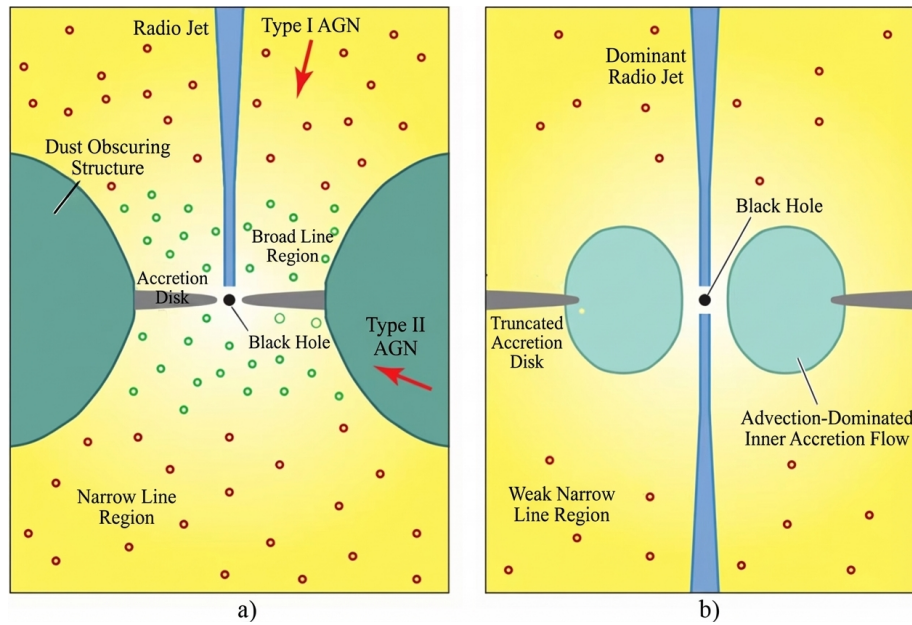 Radio Jet
Type I AGN
Dust Obscuring
Structure
Broad Line
Region
Accretion
Disk
Black Hole
Type II
AGN
Narrow Line
Region
a)
Dominant
Radio Jet
Black Hole
Truncated
Accretion
Disk
Advection-Dominated
Inner Accretion Flow
Weak Narrow
Line Region
b)